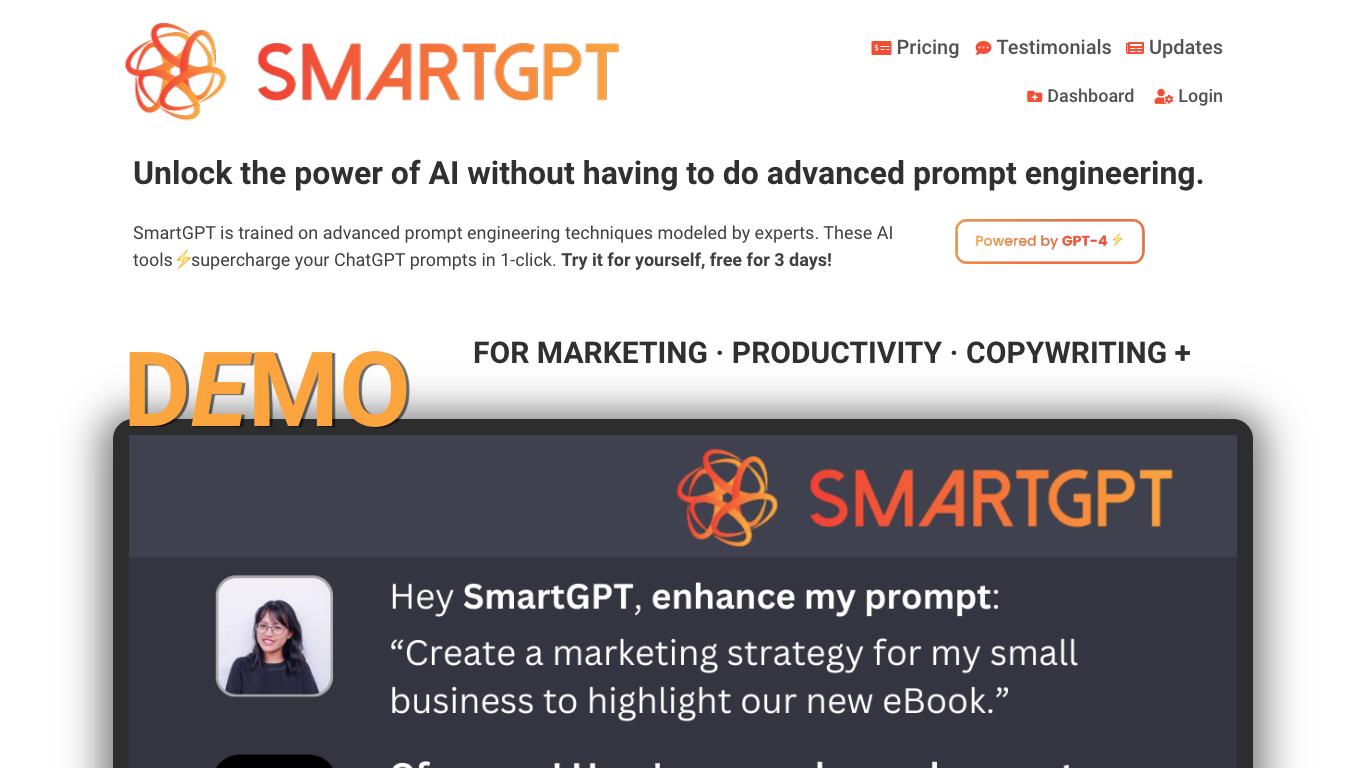 SMARTGPT
Pricing
Testimonials
Updates
Dashboard
Login
Unlock the power of AI without having to do advanced prompt engineering.
SmartGPT is trained on advanced prompt engineering techniques modeled by experts. These AI
tools⚡supercharge your ChatGPT prompts in 1-click. Try it for yourself, free for 3 days!
Powered by GPT-4⚡
DEMO
FOR MARKETING · PRODUCTIVITY · COPYWRITING +
SMARTGPT
Hey SmartGPT, enhance my prompt:
“Create a marketing strategy for my small
business to highlight our new eBook.”